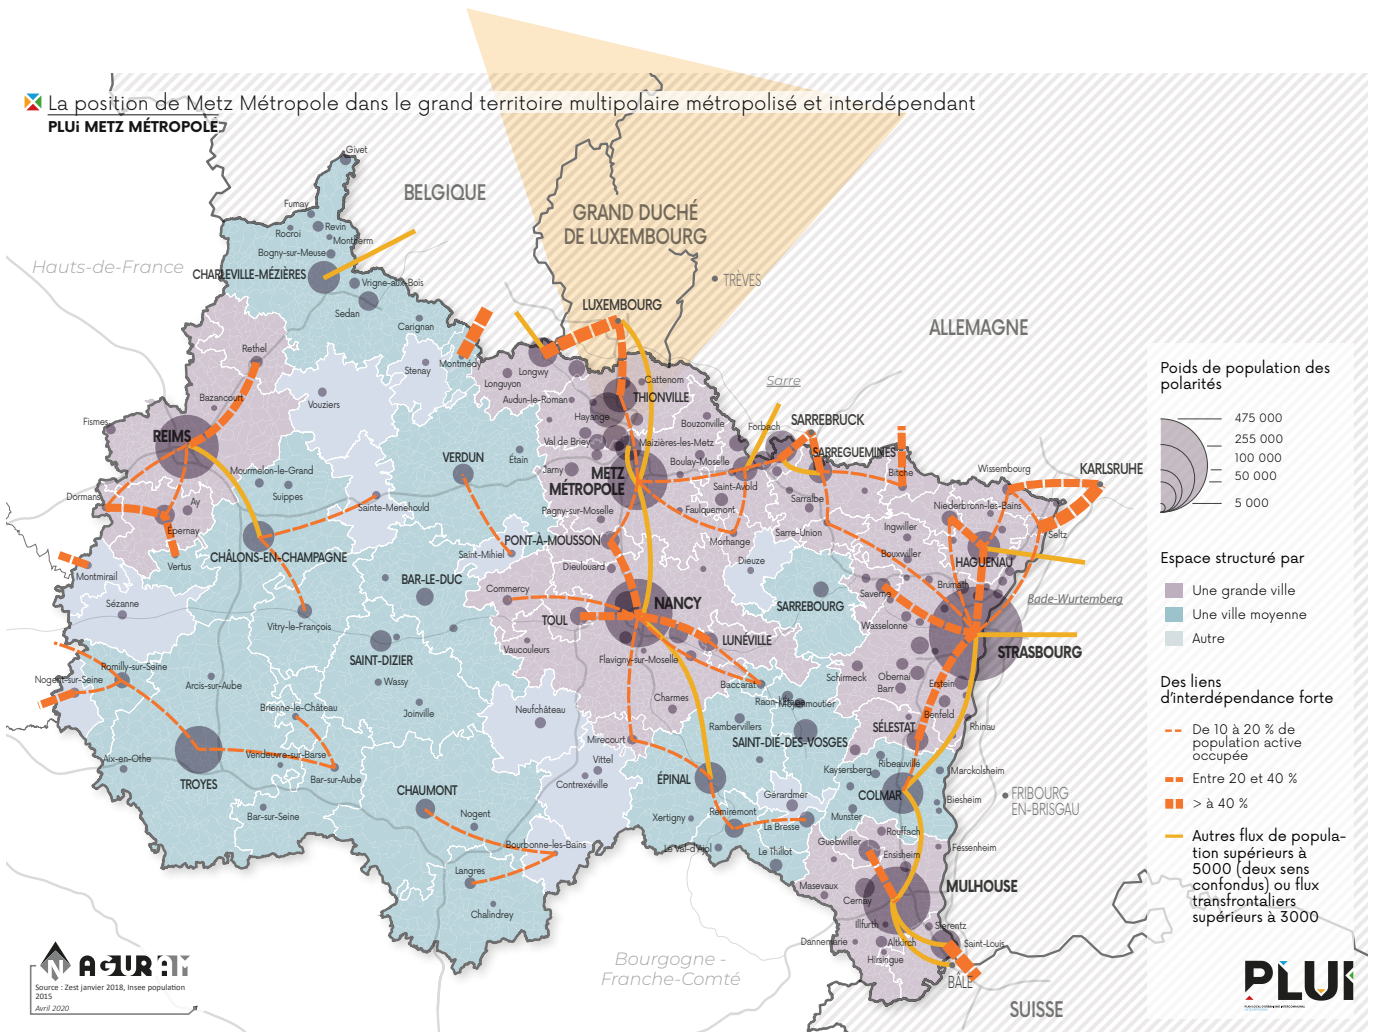 La position de Metz Métropole dans le grand territoire multipolaire métropolisé et interdépendant
PLUi METZ MÉTROPOLE
Givet
BELGIQUE
GRAND DUCHÉ
DE LUXEMBOURG
Fumay
Revin
Rocroi
Montherm
Bogny-sur-Meuse
Hauts-de-France
CHARLEVILLE-MÉZIÈRES
Vrigne-aux-Bois
TRÈVES
Sedan
LUXEMBOURG
Carignan
ALLEMAGNE
Rethel
Montmédy
Stenay
Longwy
Longuyon
Cattenom
Sarre
Bazancourt
Vouziers
Audun-le-Roman
THIONVILLE
Hayange
Fismes
REIMS
Bouzonville
Forbach
SARREBRUCK
Val de Briey
Maizières-les-Metz
SARREGUEMINES
VERDUN
Étain
Boulay-Moselle
Jarny
METZ
MÉTROPOLE
Mourmelon-le-Grand
Bitche
Wissembourg
KARLSRUHE
Saint-Avold
Dormans
Suippes
Sarralbe
Ay
Sainte-Menehould
Pagny-sur-Moselle
Faulquemont
Niederbronn-les-Bains
Epernay
Ingwiller
Sarre-Union
Seltz
PONT-À-MOUSSON
Morhange
Saint-Mihiel
CHÂLONS-EN-CHAMPAGNE
Bouxwiller
HAGUENAU
Vertus
Dieulouard
Dieuze
Montmirail
BAR-LE-DUC
Commercy
Brumath
Saverne
Bade-Wurtemberg
Sézanne
NANCY
SARREBOURG
Vitry-le-François
TOUL
Wasselonne
LUNÉVILLE
STRASBOURG
Vaucouleurs
SAINT-DIZIER
Flavigny-sur-Moselle
Romilly-sur-Seine
Schirmeck
Obernai
Nogent-sur-Seine
Wassy
Baccarat
Barr
Erstein
Arcis-sur-Aube
Charmes
Brienne-le-Château
Joinville
Neufchâteau
Moyenmoutier
Benfeld
Rambervillers
SÉLESTAT
Rhinau
Mirecourt
SAINT-DIE-DES-VOSGES
Aix-en-Othe
Vendeuvre-sur-Barse
Vittel
Ribeauvillé
Kaysersberg
Marckolsheim
Bar-sur-Aube
ÉPINAL
TROYES
Contrexéville
CHAUMONT
Gérardmer
COLMAR
FRIBOURG
EN-BRISGAU
Biesheim
Bar-sur-Seine
Nogent
Xertigny
Remiremont
La Bresse
Munster
Rouffach
Bourbonne-les-Bains
Le Val-d'Ajol
Guebwiller
Fessenheim
Le Thillot
Ensisheim
Langres
Masevaux
MULHOUSE
Cernay
Chalindrey
Illfurth
Sierentz
Dannemarie
Altkirch
Saint-Louis
Hirsingue
Bourgogne -
Franche-Comté
BÂLE
SUISSE
Poids de population des
polarités
475 000
255 000
100 000
50 000
5 000
Espace structuré par
Une grande ville
Une ville moyenne
Autre
Des liens
d'interdépendance forte
De 10 à 20 % de
population active
occupée
Entre 20 et 40 %
> à 40 %
Autres flux de popula-
tion supérieurs à
5000 (deux sens
confondus) ou flux
transfrontaliers
supérieurs à 3000
N
AGURAM
Source : Zest janvier 2018, Insee population
2015
Avril 2020
PLUi